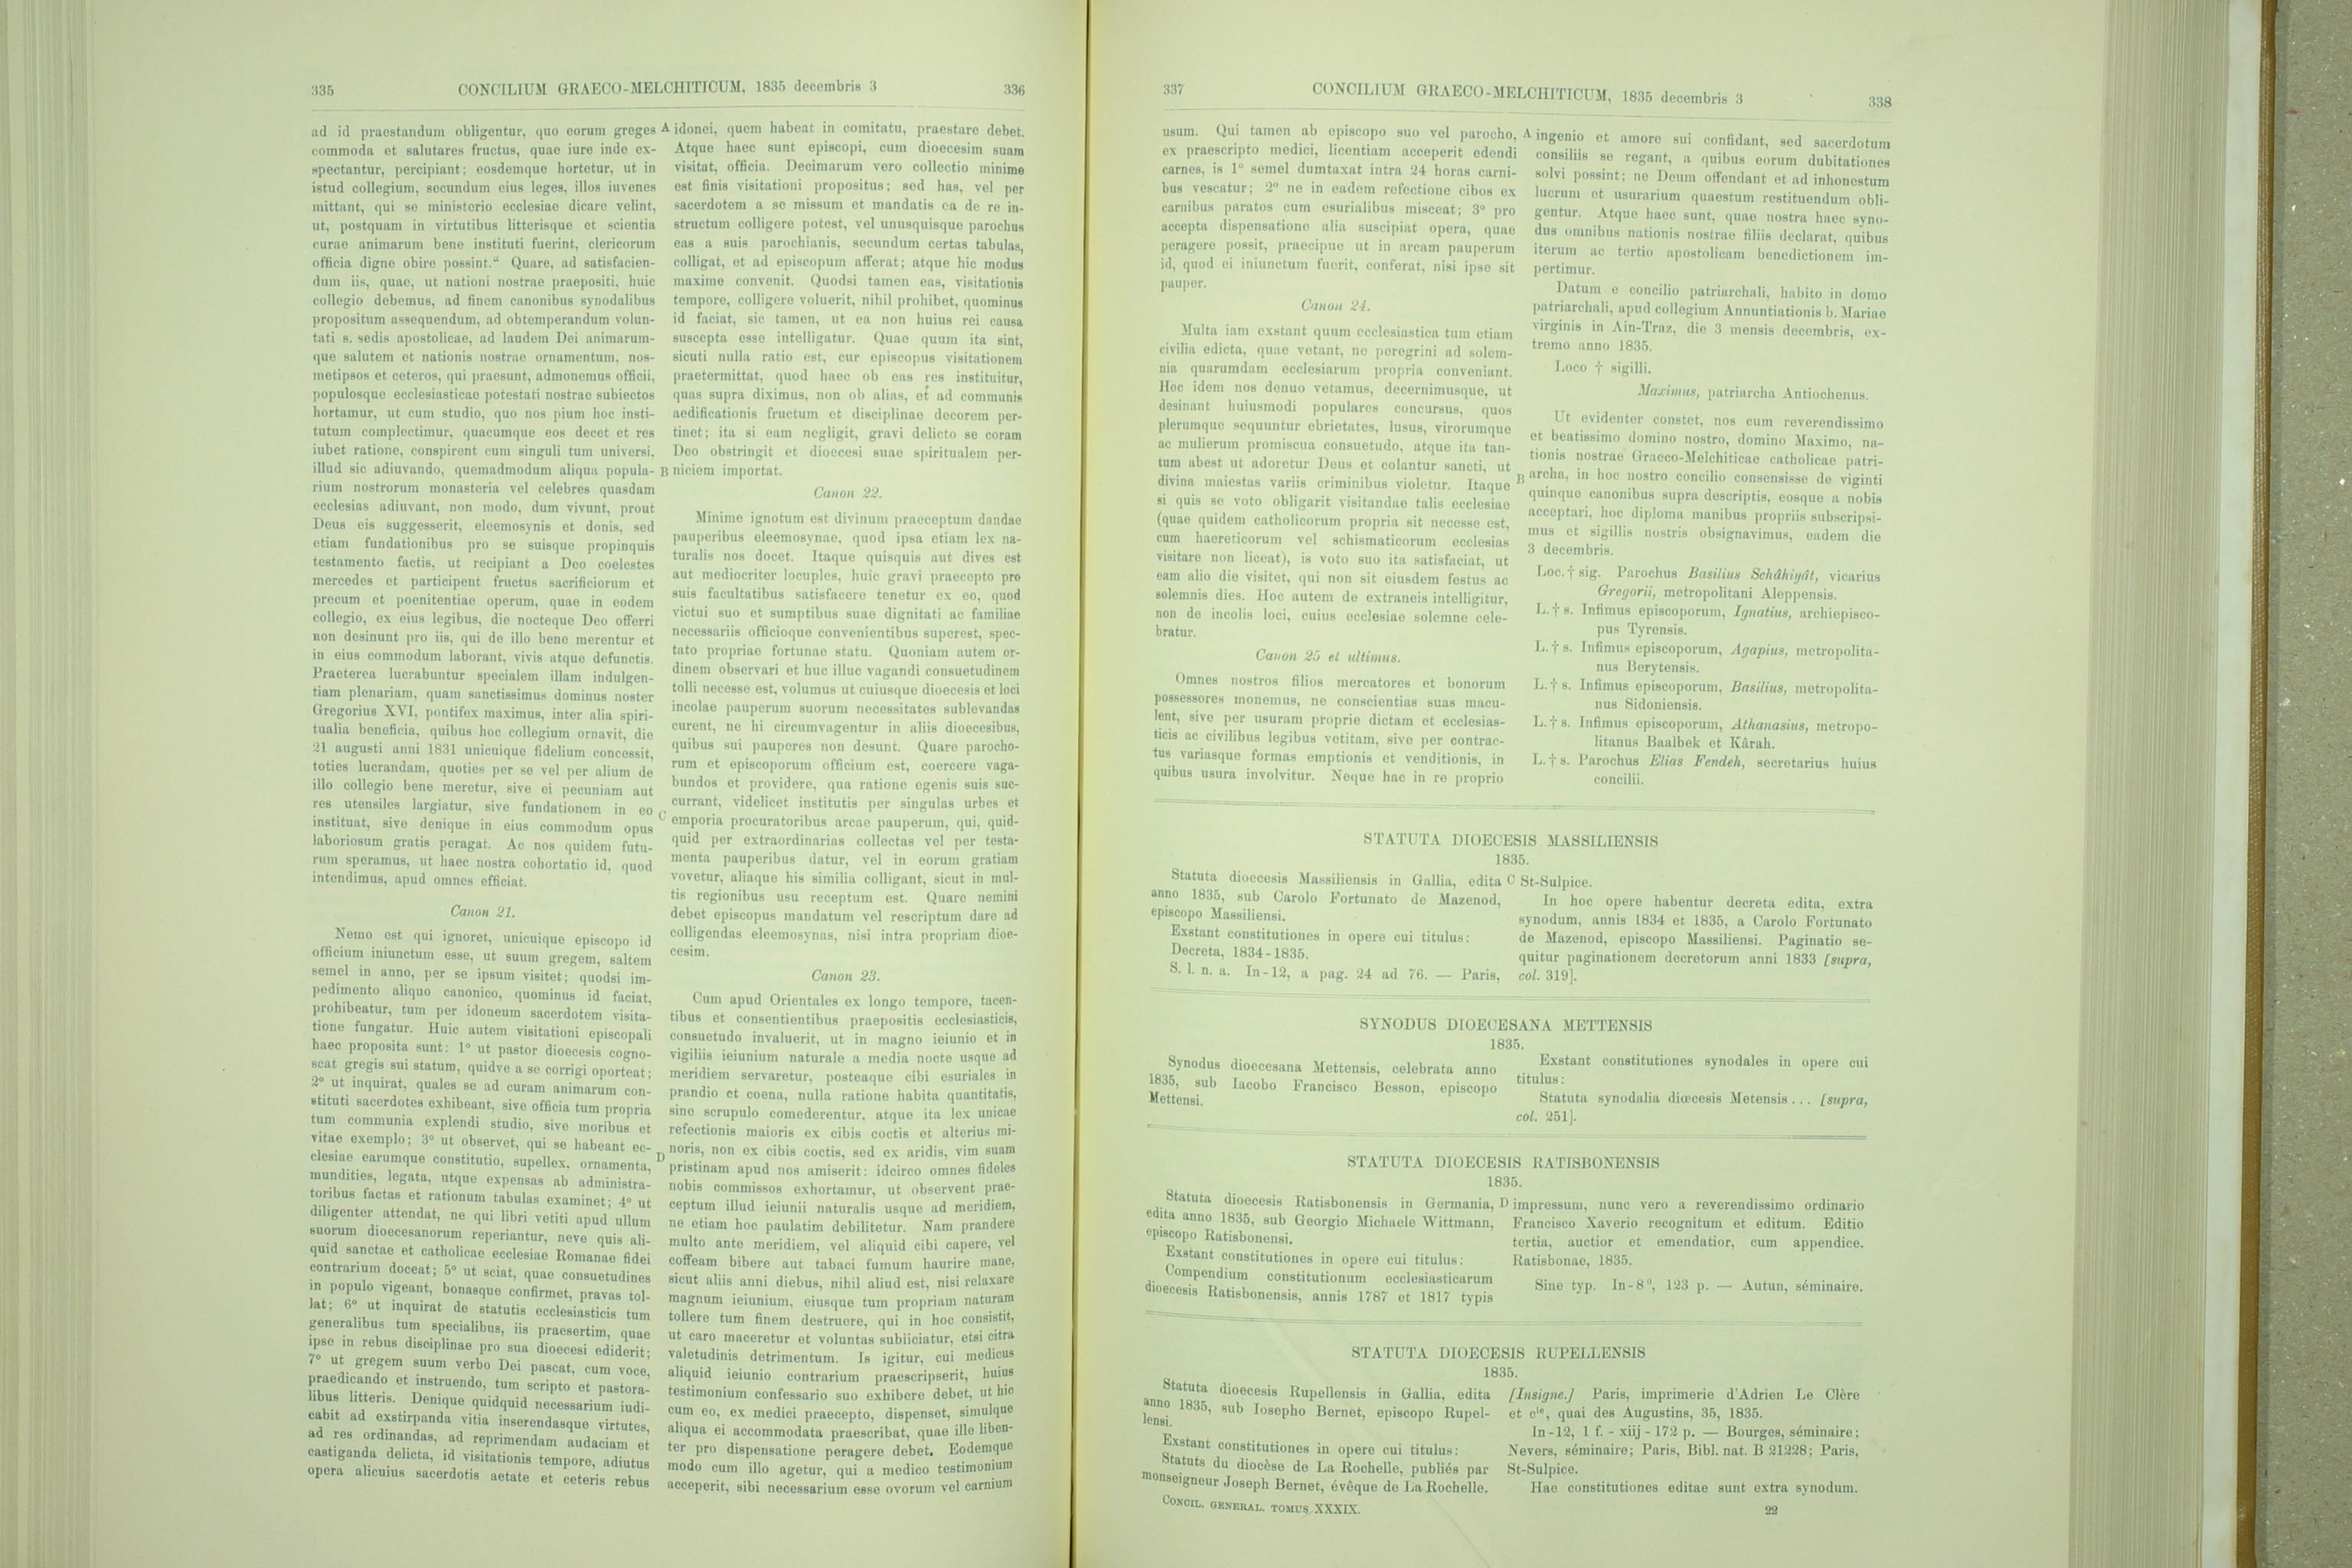 335
CONCILIUM GRAECO-MELCHITICUM, 1835 decembris 3
336
ad id praestandum obligentur, quo eorum greges
commoda et salutares fructus, quae iure inde ex-
spectantur, percipiant; eosdemque hortetur, ut in
istud collegium, secundum eius leges, illos iuvenes
mittant, qui se ministerio ecclesiae dicare velint,
ut, postquam in virtutibus litterisque et scientia
curae animarum bene instituti fuerint, clericorum
officia digne obire possint.“ Quare, ad satisfacien-
dum iis, quae, ut nationi nostrae praepositi, huic
collegio debemus, ad finem canonibus synodalibus
propositum assequendum, ad obtemperandum volun-
tati s. sedis apostolicae, ad laudem Dei animarum-
que salutem et nationis nostrae ornamentum, nos-
metipsos et ceteros, qui praesunt, admonemus officii,
populosque ecclesiasticae potestati nostrae subiectos
hortamur, ut cum studio, quo nos pium hoc insti-
tutum complectimur, quacumque eos decet et res
iubet ratione, conspirent cum singuli tum universi,
illud sic adiuvando, quemadmodum aliqua popula-
rium nostrorum monasteria vel celebres quasdam
ecclesias adiuvant, non modo, dum vivunt, prout
Deus eis suggesserit, eleemosynis et donis, sed
etiam fundationibus pro se suisque propinquis
testamento factis, ut recipiant a Deo coelestes
mercedes et participent fructus sacrificiorum et
precum et poenitentiae operum, quae in eodem
collegio, ex eius legibus, die nocteque Deo offerri
non desinunt pro iis, qui de illo bene merentur et
in eius commodum laborant, vivis atque defunctis.
Praeterea lucrabuntur specialem illam indulgen-
tiam plenariam, quam sanctissimus dominus noster
Gregorius XVI, pontifex maximus, inter alia spiri-
tualia beneficia, quibus hoc collegium ornavit, die
21 augusti anni 1831 unicuique fidelium concessit,
toties lucrandam, quoties per se vel per alium de
illo collegio bene meretur, sive ei pecuniam aut
res utensiles largiatur, sive fundationem in eo
instituat, sive denique in eius commodum opus
laboriosum gratis peragat. Ac nos quidem futu-
rum speramus, ut haec nostra cohortatio id, quod
intendimus, apud omnes efficiat.
Canon 21.
Nemo est qui ignoret, unicuique episcopo id
officium iniunctum esse, ut suum gregem, saltem
semel in anno, per se ipsum visitet; quodsi im-
pedimento aliquo canonico, quominus id faciat,
prohibeatur, tum per idoneum sacerdotem visita-
tione fungatur. Huic autem visitationi episcopali
haec proposita sunt: 1° ut pastor dioecesis cogno-
scat gregis sui statum, quidve a se corrigi oporteat;
2° ut inquirat, quales se ad curam animarum con-
stituti sacerdotes exhibeant, sive officia tum propria
tum communia explendi studio, sive moribus et
vitae exemplo; 3° ut observet, qui se habeant ec-
clesiae earumque constitutio, supellex, ornamenta,
mundities, legata, utque expensas ab administra-
toribus factas et rationum tabulas examinet; 4° ut
diligenter attendat, ne qui libri vetiti apud ullum
suorum dioecesanorum reperiantur, neve quis ali-
quid sanctae et catholicae ecclesiae Romanae fidei
contrarium doceat; 5° ut sciat, quae consuetudines
in populo vigeant, bonasque confirmet, pravas tol-
lat; 6° ut inquirat de statutis ecclesiasticis tum
generalibus tum specialibus, iis praesertim, quae
ipse in rebus disciplinae pro sua dioecesi ediderit;
7° ut gregem suum verbo Dei pascat, cum voce,
praedicando et instruendo, tum scripto et pastora-
libus litteris. Denique quidquid necessarium iudi-
cabit ad exstirpanda vitia inserendasque virtutes,
ad res ordinandas, ad reprimendam audaciam et
castiganda delicta, id visitationis tempore, adiutus
opera alicuius sacerdotis aetate et ceteris rebus
A
B
C
D
idonei, quem habeat in comitatu, praestare debet.
Atque haec sunt episcopi, cum dioecesim suam
visitat, officia. Decimarum vero collectio minime
est finis visitationi propositus; sed has, vel per
sacerdotem a se missum et mandatis ea de re in-
structum colligere potest, vel unusquisque parochus
eas a suis parochianis, secundum certas tabulas,
colligat, et ad episcopum afferat; atque hic modus
maxime convenit. Quodsi tamen eas, visitationis
tempore, colligere voluerit, nihil prohibet, quominus
id faciat, sic tamen, ut ea non huius rei causa
suscepta esse intelligatur. Quae quum ita sint,
sicuti nulla ratio est, cur episcopus visitationem
praetermittat, quod haec ob eas res instituitur,
quas supra diximus, non ob alias, et ad communis
aedificationis fructum et disciplinae decorem per-
tinet; ita si eam negligit, gravi delicto se coram
Deo obstringit et dioecesi suae spiritualem per-
niciem importat.
Canon 22.
Minime ignotum est divinum praeceptum dandae
pauperibus eleemosynae, quod ipsa etiam lex na-
turalis nos docet. Itaque quisquis aut dives est
aut mediocriter locuples, huic gravi praecepto pro
suis facultatibus satisfacere tenetur ex eo, quod
victui suo et sumptibus suae dignitati ac familiae
necessariis officioque convenientibus superest, spec-
tato propriae fortunae statu. Quoniam autem or-
dinem observari et huc illuc vagandi consuetudinem
tolli necesse est, volumus ut cuiusque dioecesis et loci
incolae pauperum suorum necessitates sublevandas
curent, ne hi circumvagentur in aliis dioecesibus,
quibus sui pauperes non desunt. Quare parocho-
rum et episcoporum officium est, coercere vaga-
bundos et providere, qua ratione egenis suis suc-
currant, videlicet institutis per singulas urbes et
emporia procuratoribus arcae pauperum, qui, quid-
quid per extraordinarias collectas vel per testa-
menta pauperibus datur, vel in eorum gratiam
vovetur, aliaque his similia colligant, sicut in mul-
tis regionibus usu receptum est. Quare nemini
debet episcopus mandatum vel rescriptum dare ad
colligendas eleemosynas, nisi intra propriam dioe-
cesim.
Canon 23.
Cum apud Orientales ex longo tempore, tacen-
tibus et consentientibus praepositis ecclesiasticis,
consuetudo invaluerit, ut in magno ieiunio et in
vigiliis ieiunium naturale a media nocte usque ad
meridiem servaretur, posteaque cibi esuriales in
prandio et coena, nulla ratione habita quantitatis,
sine scrupulo comederentur, atque ita lex unicae
refectionis maioris ex cibis coctis et alterius mi-
noris, non ex cibis coctis, sed ex aridis, vim suam
pristinam apud nos amiserit: idcirco omnes fideles
nobis commissos exhortamur, ut observent prae-
ceptum illud ieiunii naturalis usque ad meridiem,
ne etiam hoc paulatim debilitetur. Nam prandere
multo ante meridiem, vel aliquid cibi capere, vel
coffeam bibere aut tabaci fumum haurire mane,
sicut aliis anni diebus, nihil aliud est, nisi relaxare
magnum ieiunium, eiusque tum propriam naturam
tollere tum finem destruere, qui in hoc consistit,
ut caro maceretur et voluntas subiiciatur, etsi citra
valetudinis detrimentum. Is igitur, cui medicus
aliquid ieiunio contrarium praescripserit, huius
testimonium confessario suo exhibere debet, ut hic
cum eo, ex medici praecepto, dispenset, simulque
aliqua ei accommodata praescribat, quae ille liben-
ter pro dispensatione peragere debet. Eodemque
modo cum illo agetur, qui a medico testimonium
acceperit, sibi necessarium esse ovorum vel carnium
337
CONCILIUM GRAECO-MELCHITICUM, 1835 decembris 3
338
usum. Qui tamen ab episcopo suo vel parocho,
ex praescripto medici, licentiam acceperit edendi
carnes, is 1° semel dumtaxat intra 24 horas carni-
bus vescatur; 2° ne in eadem refectione cibos ex
carnibus paratos cum esurialibus misceat; 3° pro
accepta dispensatione alia suscipiat opera, quae
peragere possit, praecipue ut in arcam pauperum
id, quod ei iniunctum fuerit, conferat, nisi ipse sit
pauper.
Canon 24.
Multa iam exstant quum ecclesiastica tum etiam
civilia edicta, quae vetant, ne peregrini ad solem-
nia quarumdam ecclesiarum propria conveniant.
Hoc idem nos denuo vetamus, decernimusque, ut
desinant huiusmodi populares concursus, quos
plerumque sequuntur ebrietates, lusus, virorumque
ac mulierum promiscua consuetudo, atque ita tan-
tum abest ut adoretur Deus et colantur sancti, ut
divina maiestas variis criminibus violetur. Itaque
si quis se voto obligarit visitandae talis ecclesiae
(quae quidem catholicorum propria sit necesse est,
cum haereticorum vel schismaticorum ecclesias
visitare non liceat), is voto suo ita satisfaciat, ut
eam alio die visitet, qui non sit eiusdem festus ac
solemnis dies. Hoc autem de extraneis intelligitur,
non de incolis loci, cuius ecclesiae solemne cele-
bratur.
Canon 25 et ultimus.
Omnes nostros filios mercatores et bonorum
possessores monemus, ne conscientias suas macu-
lent, sive per usuram proprie dictam et ecclesias-
ticis ac civilibus legibus vetitam, sive per contrac-
tus variasque formas emptionis et venditionis, in
quibus usura involvitur. Neque hac in re proprio
A
B
ingenio et amore sui confidant, sed sacerdotum
consiliis se regant, a quibus eorum dubitationes
solvi possint; ne Deum offendant et ad inhonestum
lucrum et usurarium quaestum restituendum obli-
gentur. Atque haec sunt, quae nostra haec syno-
dus omnibus nationis nostrae filiis declarat, quibus
iterum ac tertio apostolicam benedictionem im-
pertimur.
Datum e concilio patriarchali, habito in domo
patriarchali, apud collegium Annuntiationis b. Mariae
virginis in Ain-Traz, die 3 mensis decembris, ex-
tremo anno 1835.
Loco † sigilli.
Maximus, patriarcha Antiochenus.
Ut evidenter constet, nos cum reverendissimo
et beatissimo domino nostro, domino Maximo, na-
tionis nostrae Graeco-Melchiticae catholicae patri-
archa, in hoc nostro concilio consensisse de viginti
quinque canonibus supra descriptis, eosque a nobis
acceptari, hoc diploma manibus propriis subscripsi-
mus et sigillis nostris obsignavimus, eadem die
3 decembris.
Loc. † sig. Parochus Basilius Schâhiyât, vicarius
Gregorii, metropolitani Aleppensis.
L. † s. Infimus episcoporum, Ignatius, archiepisco-
pus Tyrensis.
L. † s. Infimus episcoporum, Agapius, metropolita-
nus Berytensis.
L. † s. Infimus episcoporum, Basilius, metropolita-
nus Sidoniensis.
L. † s. Infimus episcoporum, Athanasius, metropo-
litanus Baalbek et Kârah.
L. † s. Parochus Elias Fendeh, secretarius huius
concilii.
STATUTA DIOECESIS MASSILIENSIS
1835.
Statuta dioecesis Massiliensis in Gallia, edita
anno 1835, sub Carolo Fortunato de Mazenod,
episcopo Massiliensi.
Exstant constitutiones in opere cui titulus:
Decreta, 1834-1835.
S. l. n. a. In-12, a pag. 24 ad 76. — Paris,
C
St-Sulpice.
In hoc opere habentur decreta edita, extra
synodum, annis 1834 et 1835, a Carolo Fortunato
de Mazenod, episcopo Massiliensi. Paginatio se-
quitur paginationem decretorum anni 1833 [supra,
col. 319].
SYNODUS DIOECESANA METTENSIS
1835.
Synodus dioecesana Mettensis, celebrata anno
1835, sub Iacobo Francisco Besson, episcopo
Mettensi.
Exstant constitutiones synodales in opere cui
titulus:
Statuta synodalia diœcesis Metensis ... [supra,
col. 251].
STATUTA DIOECESIS RATISBONENSIS
1835.
Statuta dioecesis Ratisbonensis in Germania,
edita anno 1835, sub Georgio Michaele Wittmann,
episcopo Ratisbonensi.
Exstant constitutiones in opere cui titulus:
Compendium constitutionum ecclesiasticarum
dioecesis Ratisbonensis, annis 1787 et 1817 typis
D
impressum, nunc vero a reverendissimo ordinario
Francisco Xaverio recognitum et editum. Editio
tertia, auctior et emendatior, cum appendice.
Ratisbonae, 1835.
Sine typ. In-8°, 123 p. — Autun, séminaire.
STATUTA DIOECESIS RUPELLENSIS
1835.
Statuta dioecesis Rupellensis in Gallia, edita
anno 1835, sub Iosepho Bernet, episcopo Rupel-
lensi.
Exstant constitutiones in opere cui titulus:
Statuts du diocèse de La Rochelle, publiés par
monseigneur Joseph Bernet, évêque de La Rochelle.
[Insigne.] Paris, imprimerie d'Adrien Le Clère
et cie, quai des Augustins, 35, 1835.
In-12, 1 f. - xiij - 172 p. — Bourges, séminaire;
Nevers, séminaire; Paris, Bibl. nat. B 21228; Paris,
St-Sulpice.
Hae constitutiones editae sunt extra synodum.
CONCIL. GENERAL. TOMUS XXXIX.
22